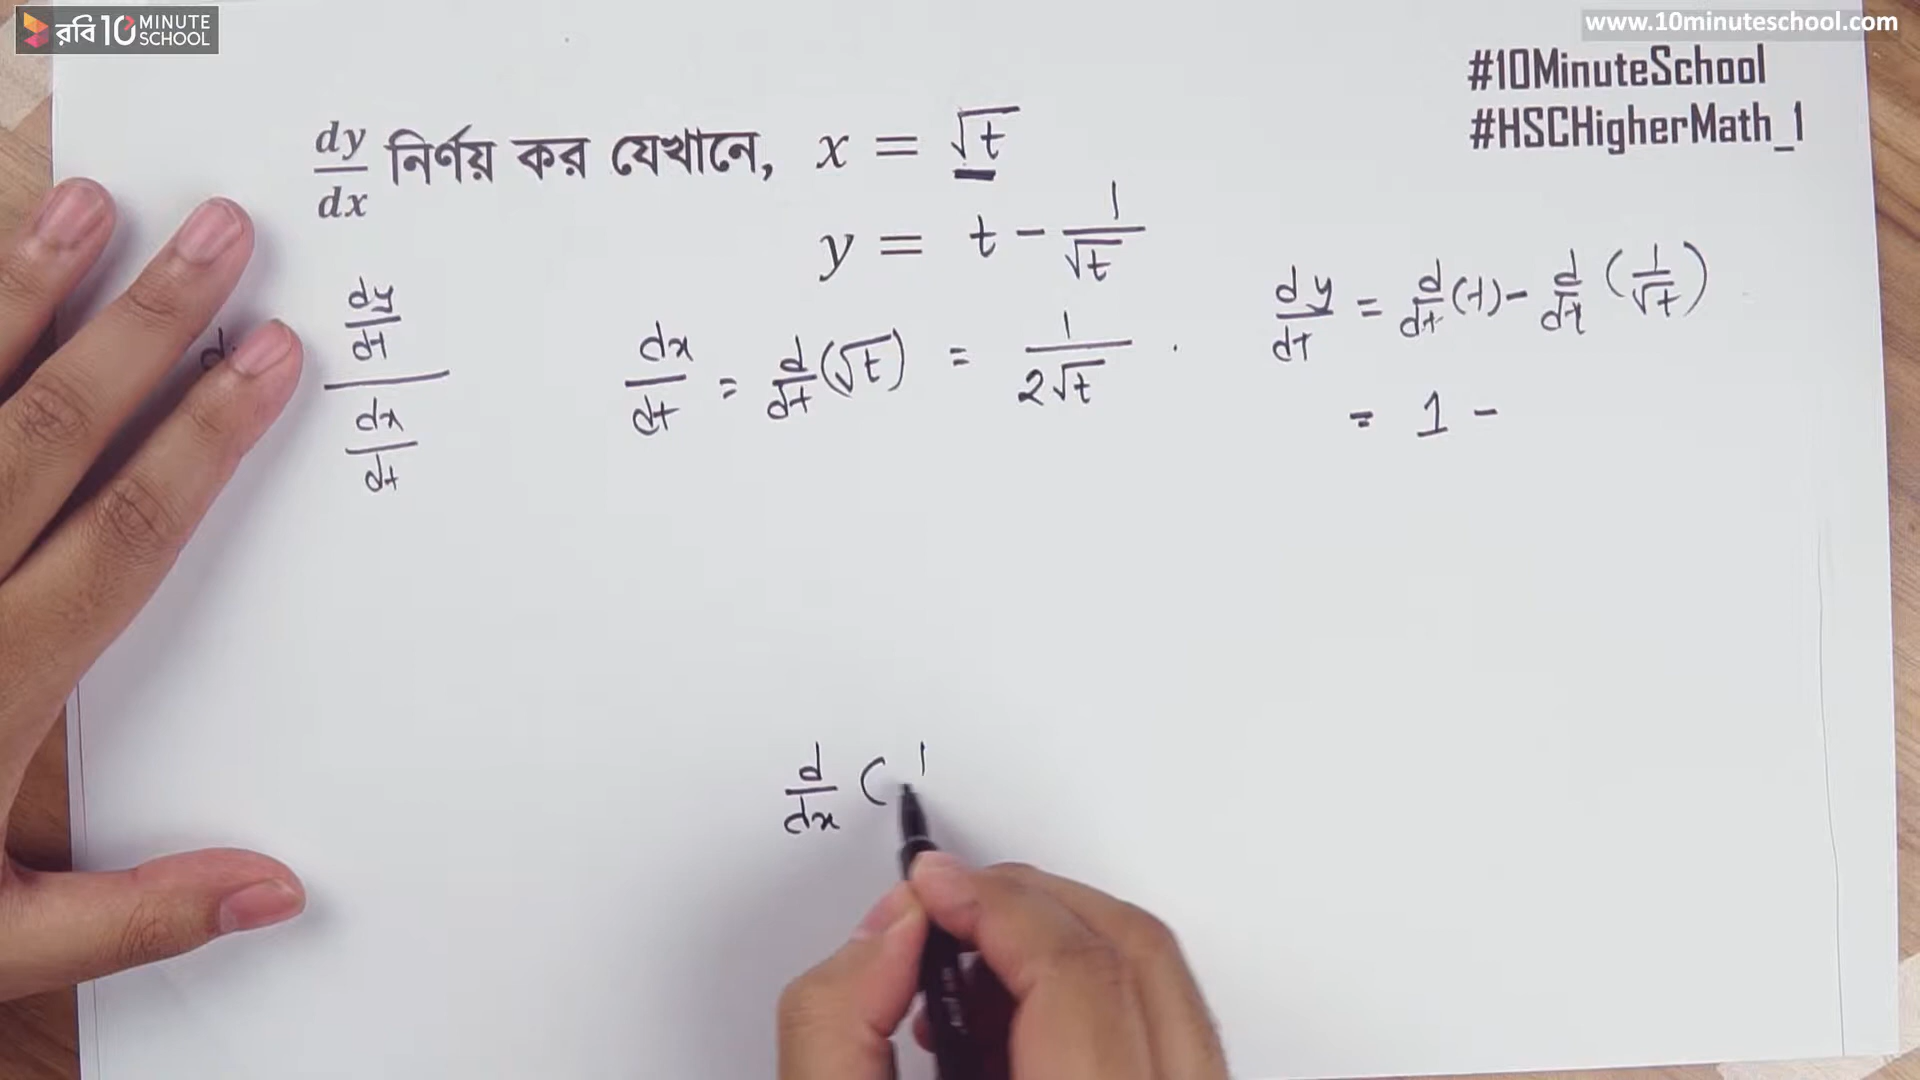 রবি 10 MINUTE SCHOOL
www.10minuteschool.com
#10MinuteSchool
#HSCHigherMath_1
dy/dx নির্ণয় কর যেখানে, x = √t
y = t - 1/√t
(dy/dt)/(dx/dt)
dx/dt = d/dt (√t) = 1/(2√t)
dy/dt = d/dt (t) - d/dt (1/√t)
= 1 -
d/dx ( 1